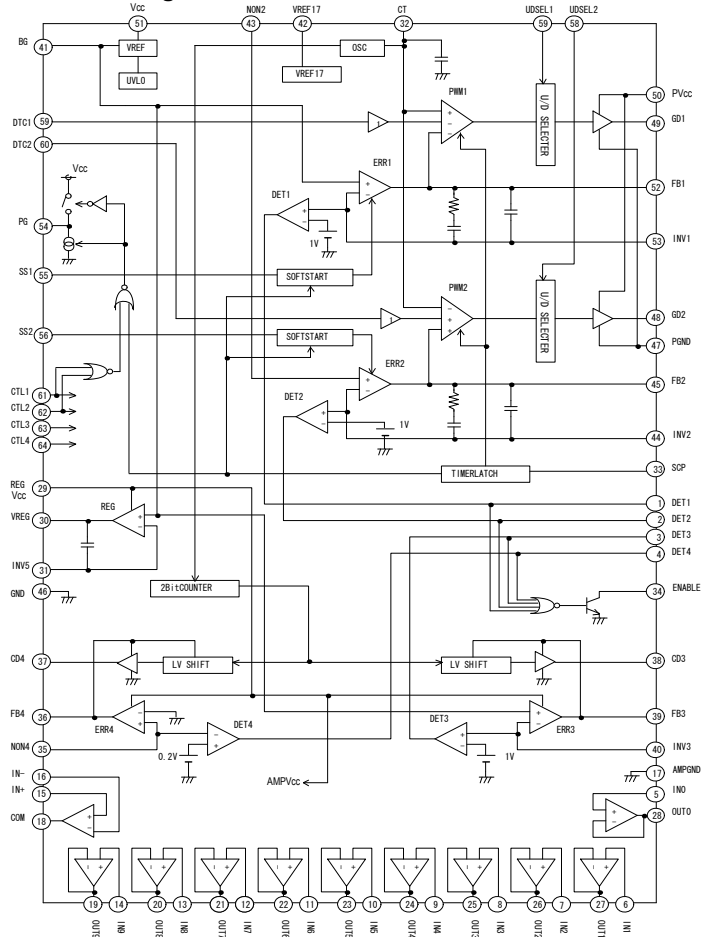 Vcc
51
NON2
43
VREF17
42
CT
32
UDSEL1
59
UDSEL2
58
BG
41
VREF
UVLO
VREF17
OSC
PWM1
U/D SELECTER
PVcc
50
GD1
49
DTC1
59
DTC2
60
1
+
-
-
Vcc
PG
54
ERR1
+
-
DET1
+
-
1V
FB1
52
INV1
53
SS1
55
SOFTSTART
PWM2
U/D SELECTER
SS2
56
SOFTSTART
1
-
+
+
GD2
48
PGND
47
ERR2
+
-
DET2
+
-
1V
FB2
45
INV2
44
CTL1
61
CTL2
62
CTL3
63
CTL4
64
TIMERLATCH
SCP
33
REG
Vcc
29
VREG
30
REG
+
-
INV5
31
GND
46
DET1
1
DET2
2
DET3
3
DET4
4
2BitCOUNTER
ENABLE
34
CD4
37
LV SHIFT
LV SHIFT
CD3
38
FB4
36
ERR4
-
+
DET4
-
+
0.2V
DET3
+
-
1V
ERR3
+
-
FB3
39
NON4
35
INV3
40
AMPVcc
AMPGND
17
IN-
16
IN+
15
COM
18
+
-
IN0
5
OUT0
28
+
-
- +
- +
- +
- +
- +
- +
- +
- +
- +
19
14
20
13
21
12
22
11
23
10
24
9
25
8
26
7
27
6
OUT9
IN9
OUT8
IN8
OUT7
IN7
OUT6
IN6
OUT5
IN5
OUT4
IN4
OUT3
IN3
OUT2
IN2
OUT1
IN1